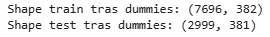 Shape train tras dummies: (7696, 382)
Shape test tras dummies: (2999, 381)